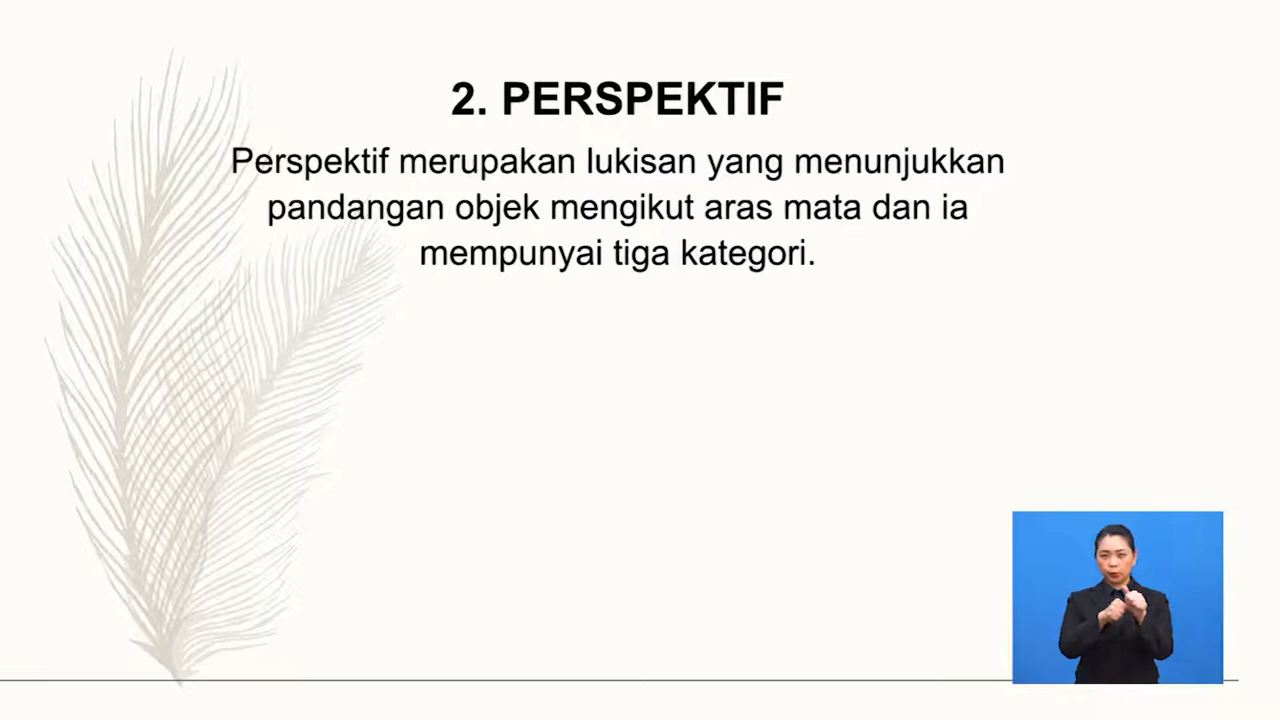 2. PERSPEKTIF
Perspektif merupakan lukisan yang menunjukkan
pandangan objek mengikut aras mata dan ia
mempunyai tiga kategori.